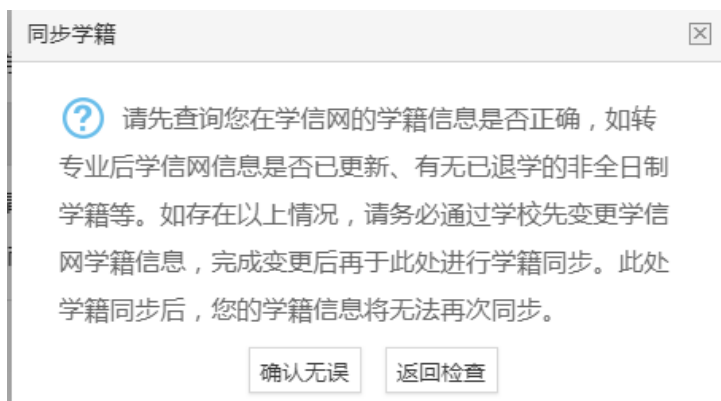 同步学籍
请先查询您在学信网的学籍信息是否正确，如转
专业后学信网信息是否已更新、有无已退学的非全日制
学籍等。如存在以上情况，请务必通过学校先变更学信
网学籍信息，完成变更后再于此处进行学籍同步。此处
学籍同步后，您的学籍信息将无法再次同步。
确认无误 返回检查